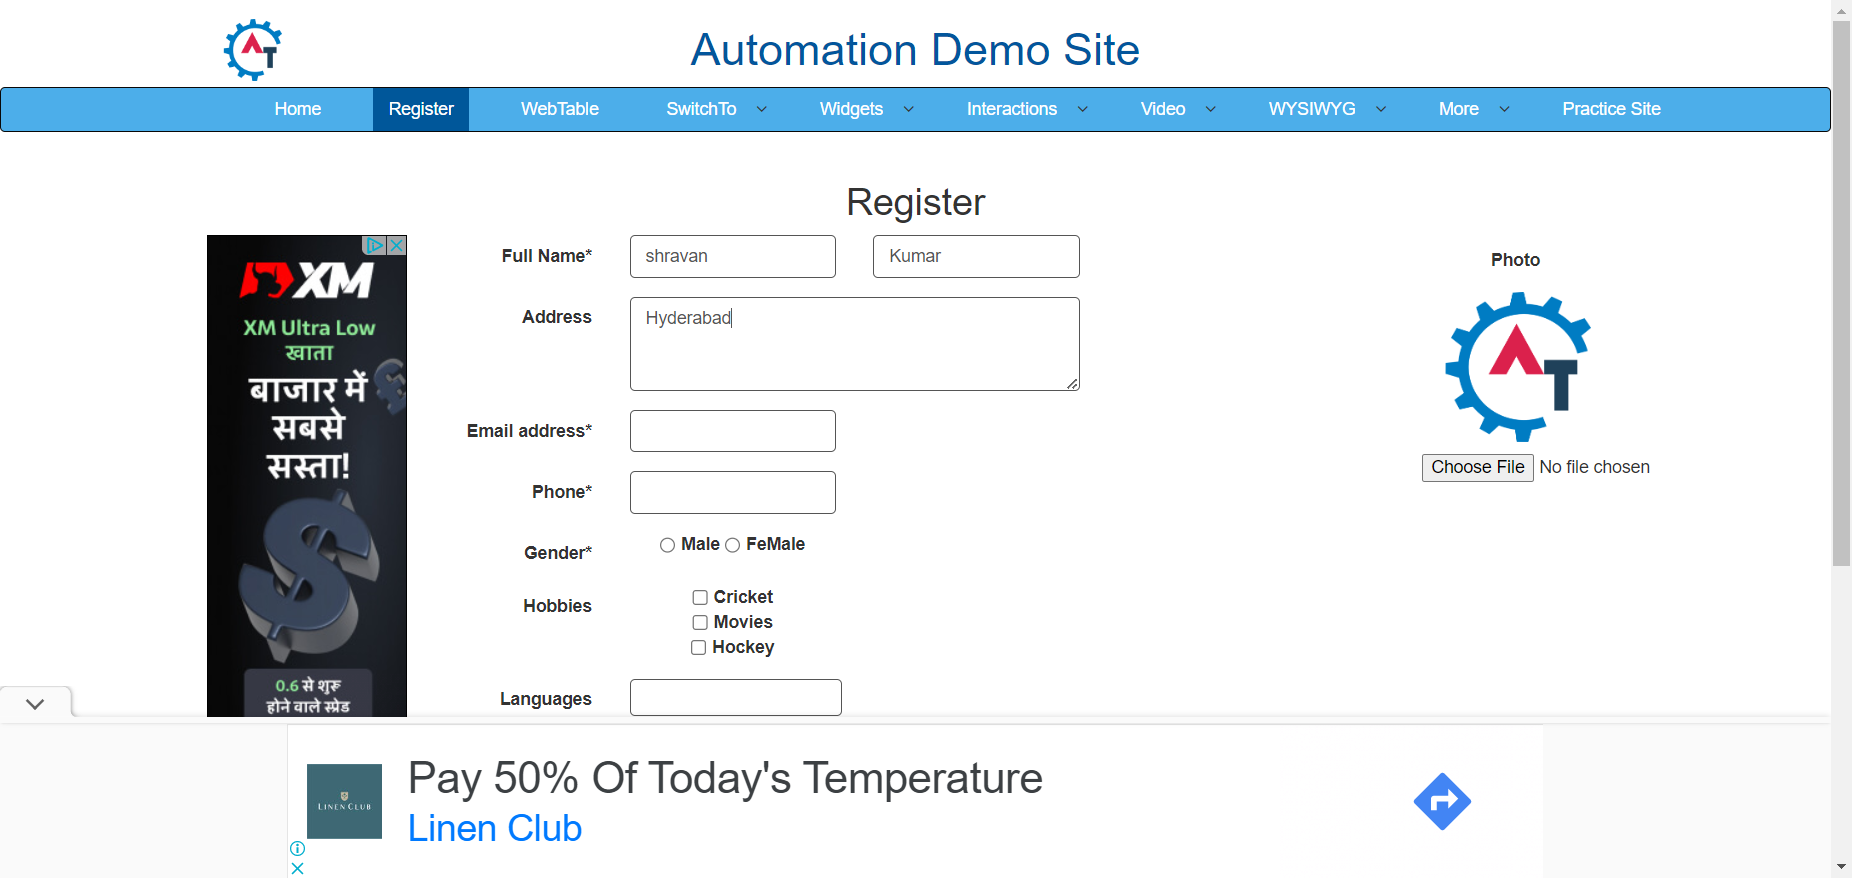 Automation Demo Site
Home Register WebTable SwitchTo Widgets Interactions Video WYSIWYG More Practice Site
Register
XM
XM Ultra Low
खाता
बाजार में
सबसे
सस्ता!
0.6 से शुरू
होने वाले स्प्रेड
Full Name* shravan Kumar
Address Hyderabad
Email address*
Phone*
Gender* Male FeMale
Hobbies Cricket
Movies
Hockey
Languages
Photo
AT
Choose File No file chosen
LINEN CLUB
Pay 50% Of Today's Temperature
Linen Club